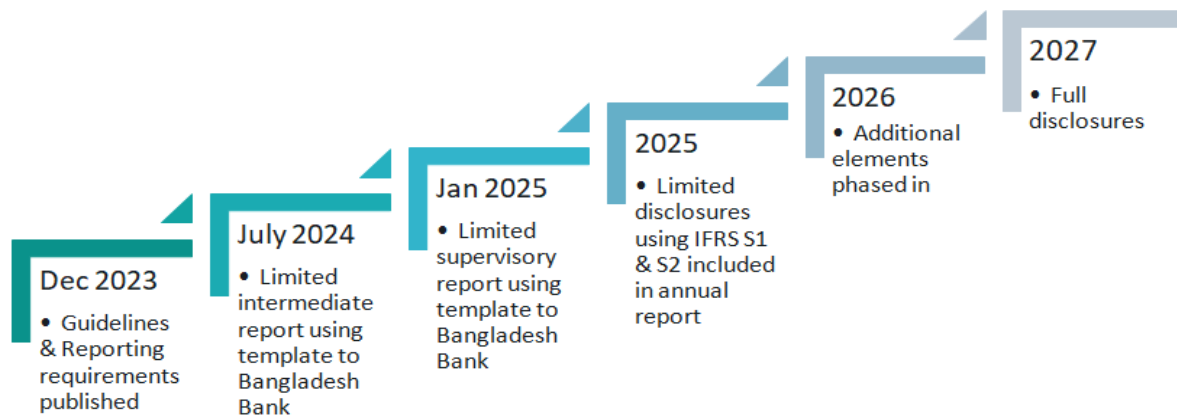 Dec 2023
• Guidelines
& Reporting
requirements
published
July 2024
• Limited
intermediate
report using
template to
Bangladesh
Bank
Jan 2025
• Limited
supervisory
report using
template to
Bangladesh
Bank
2025
• Limited
disclosures
using IFRS S1
& S2 included
in annual
report
2026
• Additional
elements
phased in
2027
• Full
disclosures